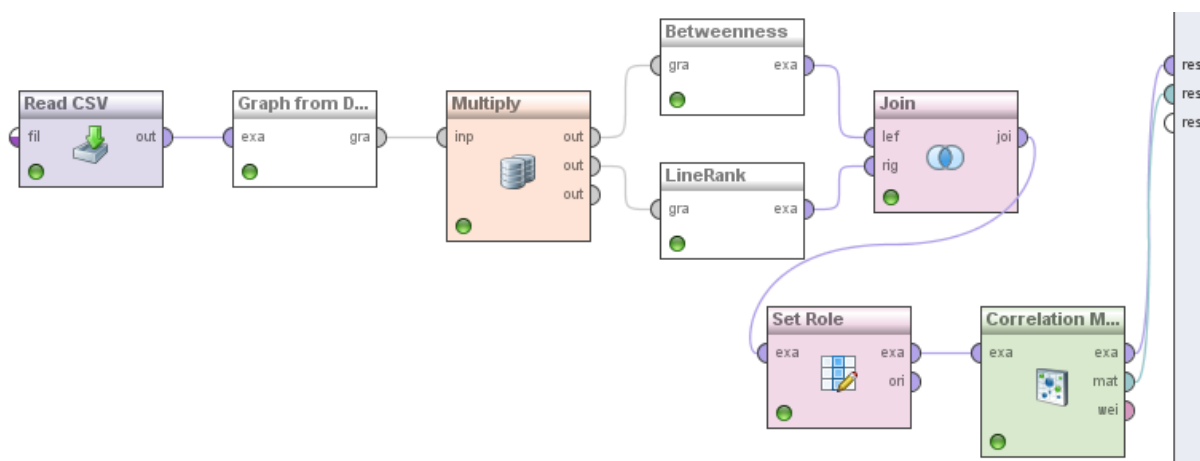 Read CSV
fil out
Graph from D...
exa gra
Multiply
inp out
out
out
Betweenness
gra exa
LineRank
gra exa
Join
lef joi
rig
Set Role
exa exa
ori
Correlation M...
exa exa
mat
wei
res
res
res